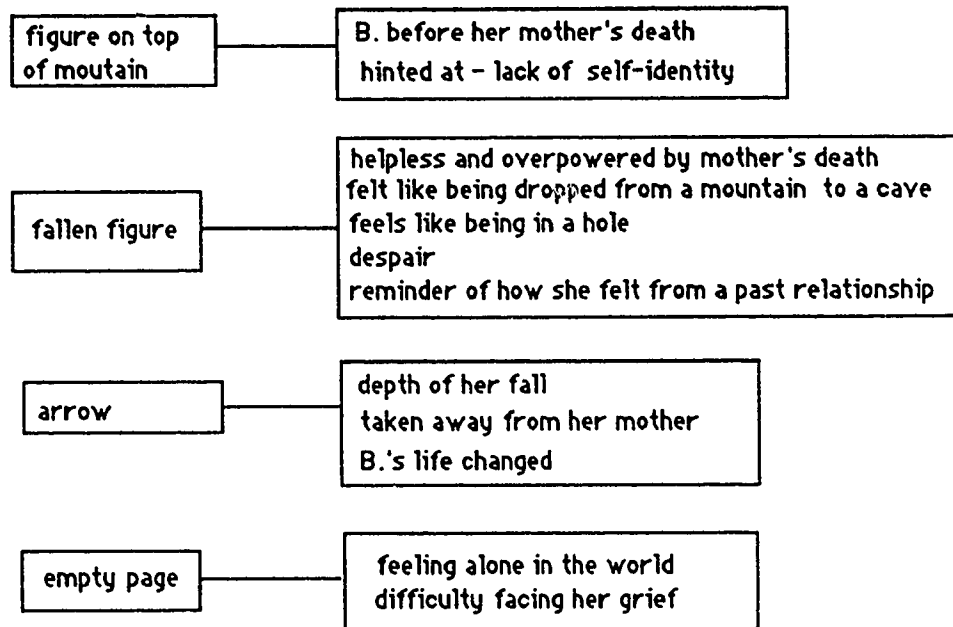 figure on top
of moutain
B. before her mother's death
hinted at - lack of self-identity
fallen figure
helpless and overpowered by mother's death
felt like being dropped from a mountain to a cave
feels like being in a hole
despair
reminder of how she felt from a past relationship
arrow
depth of her fall
taken away from her mother
B.'s life changed
empty page
feeling alone in the world
difficulty facing her grief